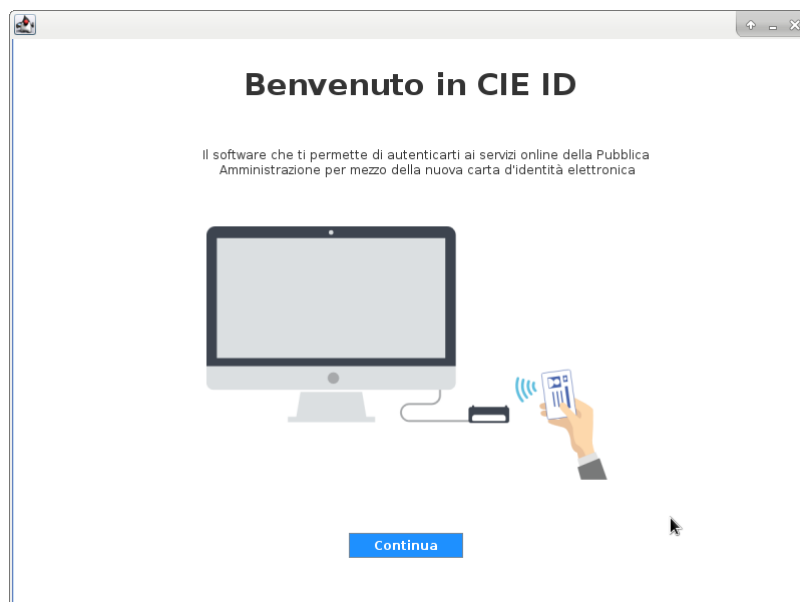 Benvenuto in CIE ID
Il software che ti permette di autenticarti ai servizi online della Pubblica
Amministrazione per mezzo della nuova carta d'identità elettronica
Continua